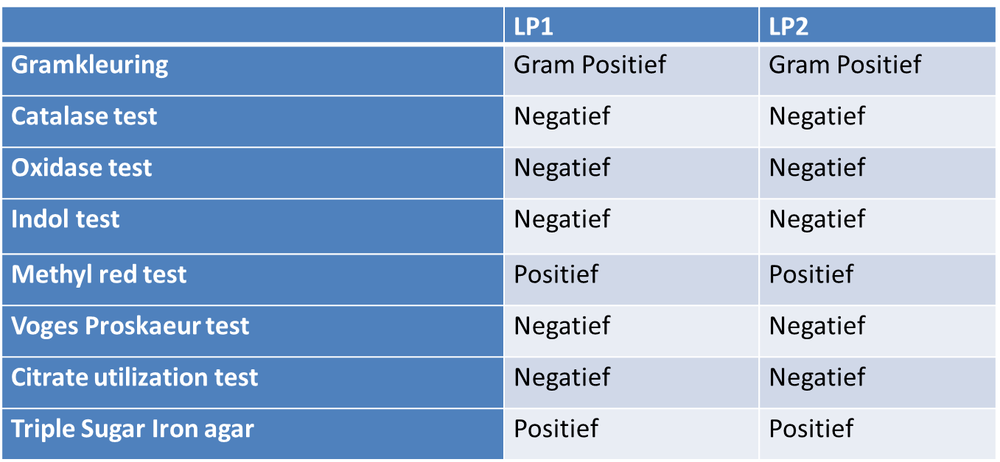 LP1 LP2
Gramkleuring Gram Positief Gram Positief
Catalase test Negatief Negatief
Oxidase test Negatief Negatief
Indol test Negatief Negatief
Methyl red test Positief Positief
Voges Proskaeur test Negatief Negatief
Citrate utilization test Negatief Negatief
Triple Sugar Iron agar Positief Positief